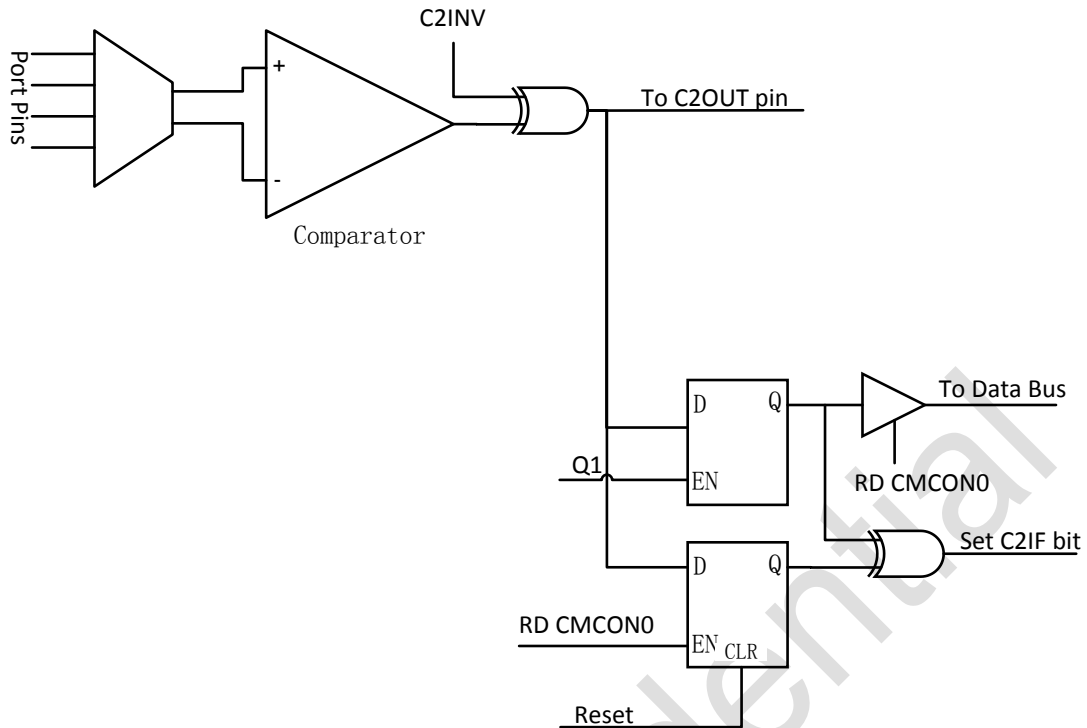 C2INV
Port Pins
+
To C2OUT pin
-
Comparator
D Q
To Data Bus
Q1
EN
RD CMCON0
Set C2IF bit
D Q
RD CMCON0
EN CLR
Reset
dential